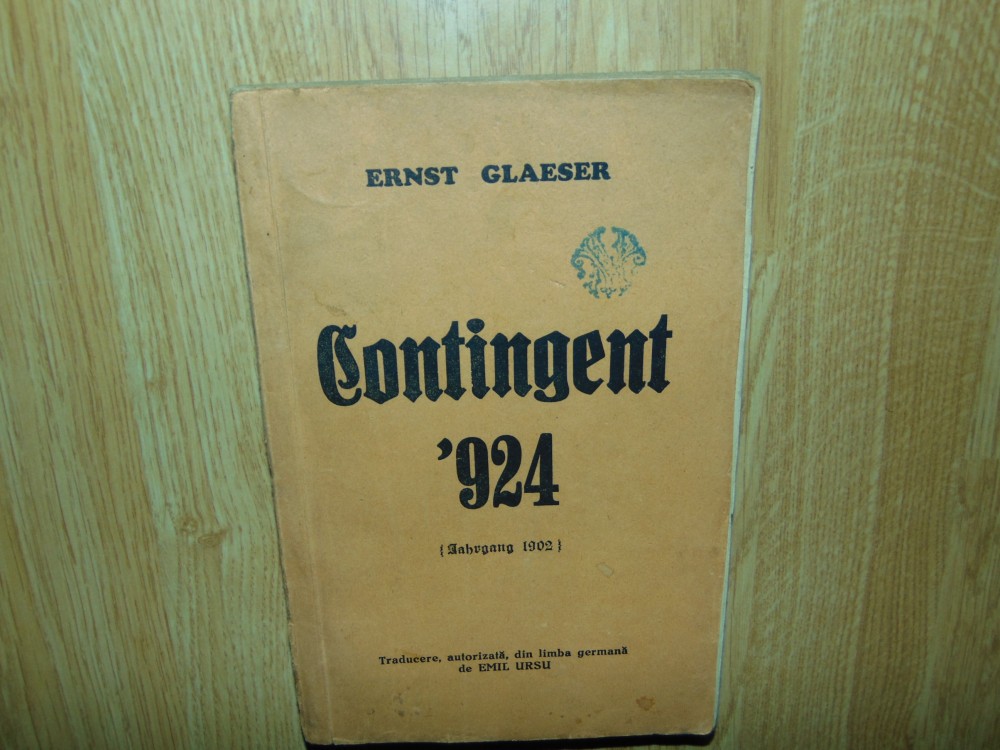 ERNST GLAESER
Contingent
'924
{Jahrgang 1902}
Traducere, autorizată, din limba germană
de EMIL URSU